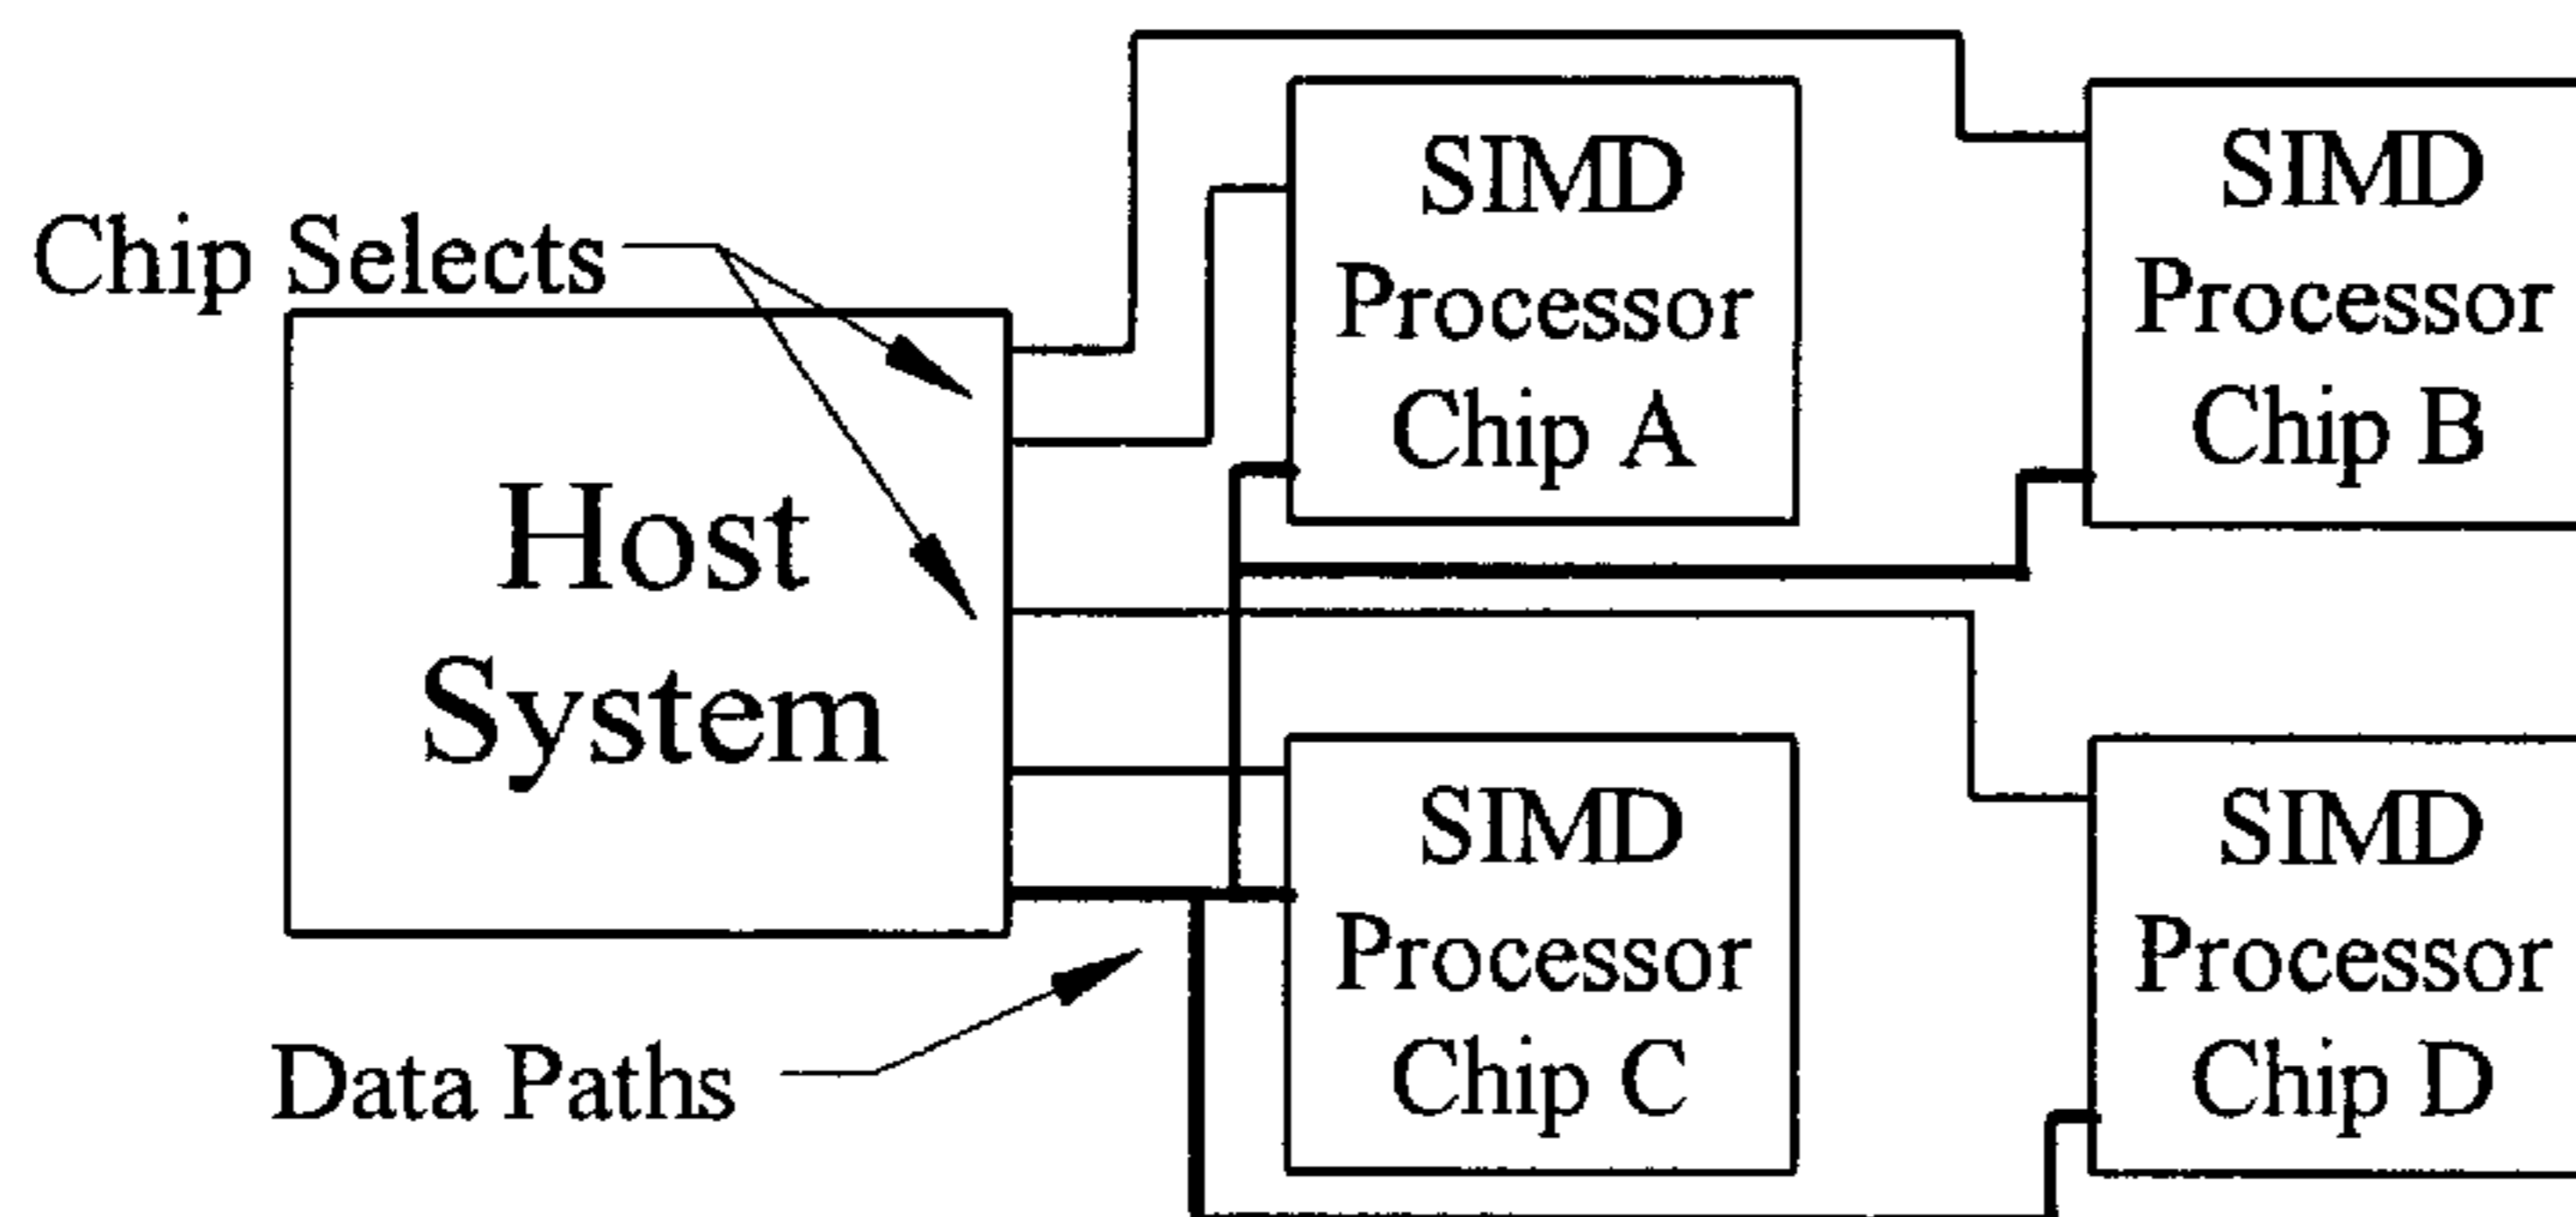 SIMD
Processor
Chip A
SIMD
Processor
Chip B
Chip Selects
Host
System
SIMD
Processor
Chip C
SIMD
Processor
Chip D
Data Paths